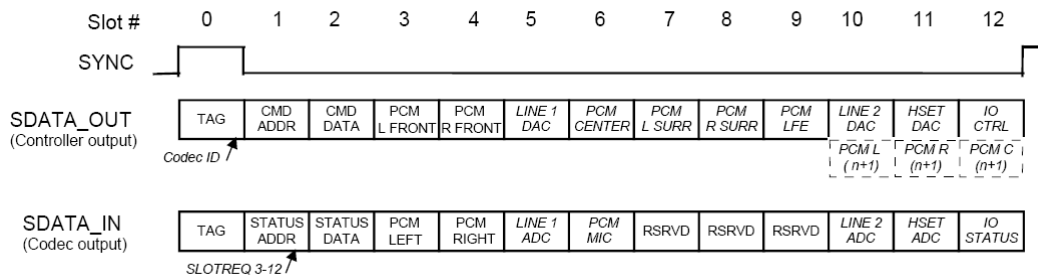 Slot # 0 1 2 3 4 5 6 7 8 9 10 11 12
SYNC
SDATA_OUT
(Controller output)
TAG
CMD ADDR
CMD DATA
PCM L FRONT
PCM R FRONT
LINE 1 DAC
PCM CENTER
PCM L SURR
PCM R SURR
PCM LFE
LINE 2 DAC
HSET DAC
IO CTRL
Codec ID
PCM L ( n+1)
PCM R (n+1)
PCM C (n+1)
SDATA_IN
(Codec output)
TAG
STATUS ADDR
STATUS DATA
PCM LEFT
PCM RIGHT
LINE 1 ADC
PCM MIC
RSRVD
RSRVD
RSRVD
LINE 2 ADC
HSET ADC
IO STATUS
SLOTREQ 3-12